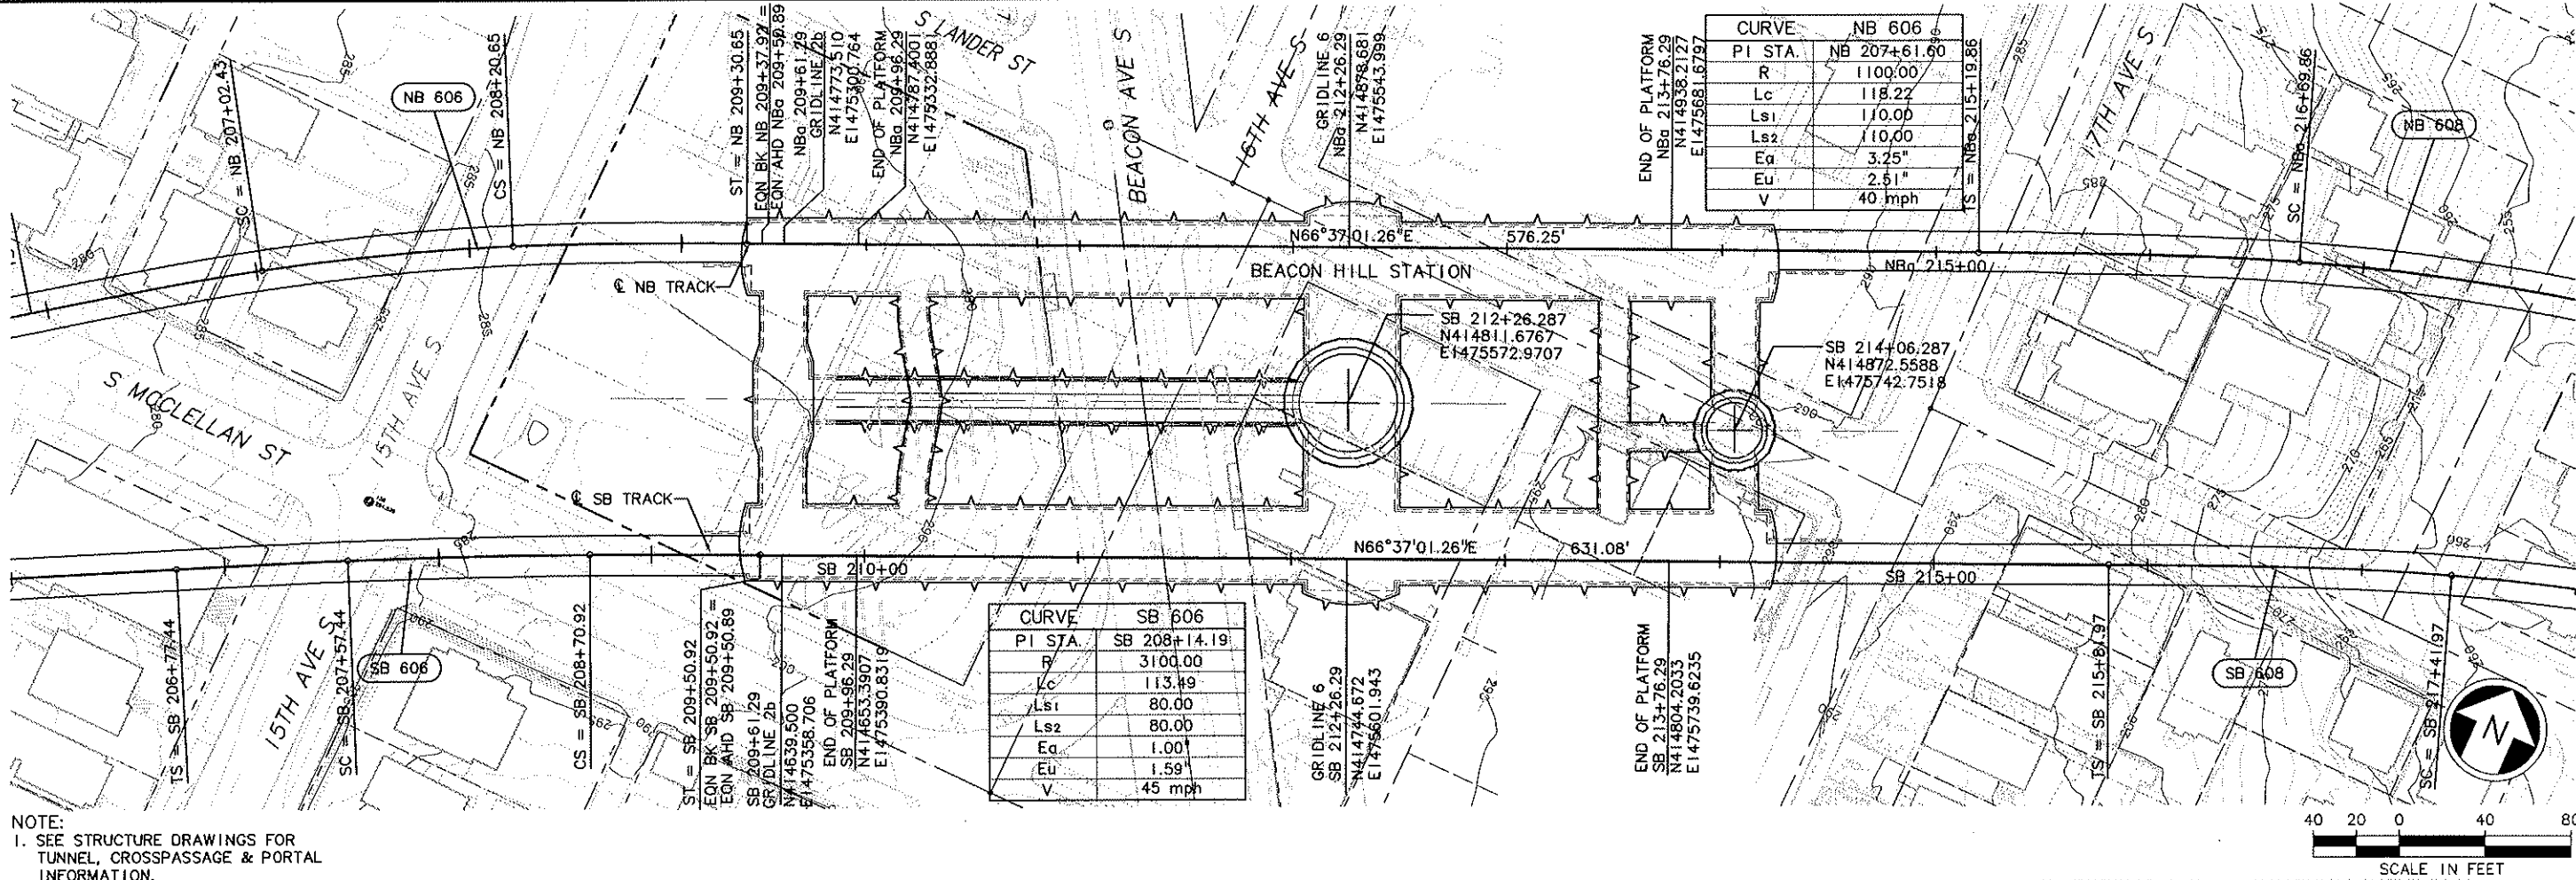 SC = NB 207+02.43
NB 606
CS = NB 208+20.65
ST = NB 209+30.65
EQN BK NB 209+37.92 =
EQN AHD NBa 209+50.89
NBa 209+61.29
GRIDLINE 2b
N414773.510
E1475300.764
END OF PLATFORM
NBa 209+96.29
N414787.4001
E1475332.8881
S LANDER ST
BEACON AVE S
16TH AVE S
GRIDLINE 6
NBa 212+26.29
N414878.681
E1475543.999
END OF PLATFORM
NBa 213+76.29
N414938.2127
E1475681.6797
CURVE NB 606
PI STA. NB 207+61.60
R 1100.00
Lc 118.22
Ls1 110.00
Ls2 110.00
Ea 3.25"
Eu 2.51"
V 40 mph
TS = NBa 215+19.86
17TH AVE S
SC = NBa 216+69.86
NB 608
N66°37'01.26"E 576.25'
BEACON HILL STATION
NBa 215+00
℄ NB TRACK
SB 212+26.287
N414811.6767
E1475572.9707
SB 214+06.287
N414872.5588
E1475742.7518
S MCCLELLAN ST
15TH AVE S
℄ SB TRACK
N66°37'01.26"E 631.08'
SB 210+00
SB 215+00
TS = SB 206+77.44
15TH AVE S
SC = SB 207+57.44
SB 606
CS = SB 208+70.92
ST = SB 209+50.92
EQN BK SB 209+50.92 =
EQN AHD SB 209+50.89
SB 209+61.29
GRIDLINE 2b
N414639.500
E1475358.706
END OF PLATFORM
SB 209+96.29
N414653.3907
E1475390.8319
CURVE SB 606
PI STA. SB 208+14.19
R 3100.00
Lc 113.49
Ls1 80.00
Ls2 80.00
Ea 1.00"
Eu 1.59"
V 45 mph
GRIDLINE 6
SB 212+26.29
N414744.672
E1475601.943
END OF PLATFORM
SB 213+76.29
N414804.2033
E1475739.6235
TS = SB 215+81.97
SB 608
SC = SB 217+41.97
N
NOTE:
1. SEE STRUCTURE DRAWINGS FOR
TUNNEL, CROSSPASSAGE & PORTAL
INFORMATION.
40 20 0 40 80
SCALE IN FEET